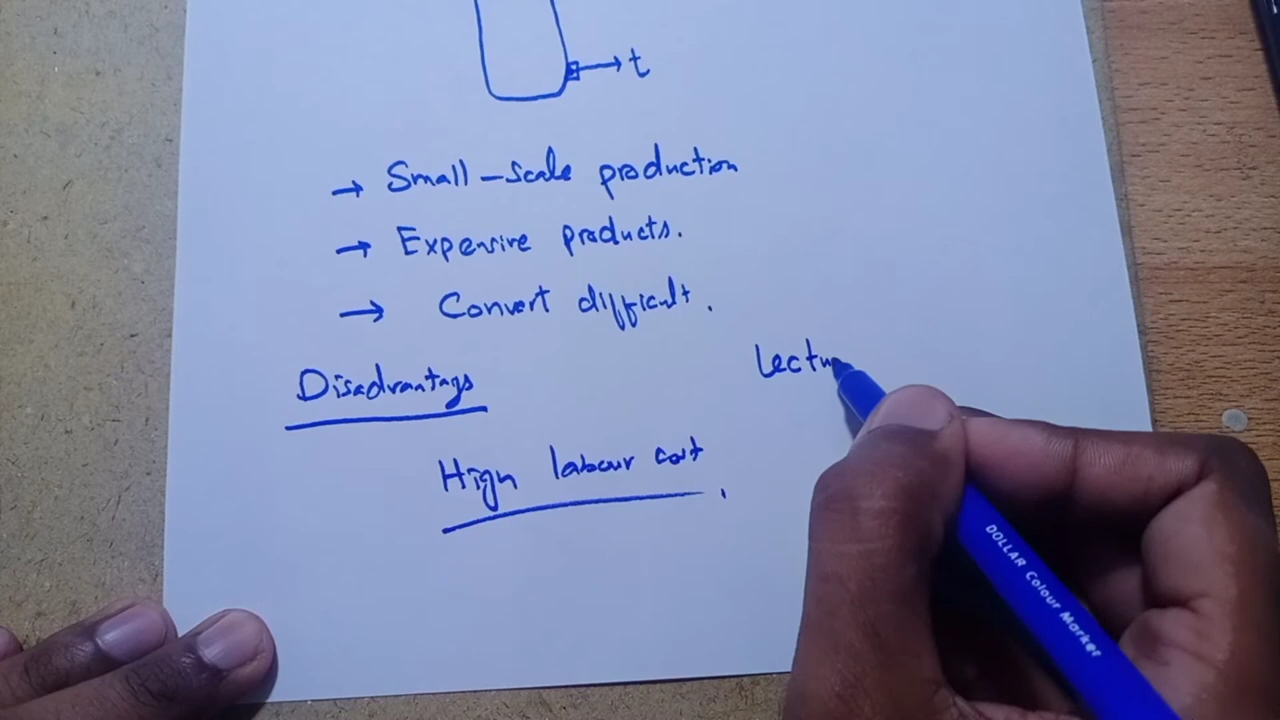 t
→ Small-scale production
→ Expensive products.
→ Convert difficult.
Lectu
Disadvantags
High labour cost.
DOLLAR Colour Marker